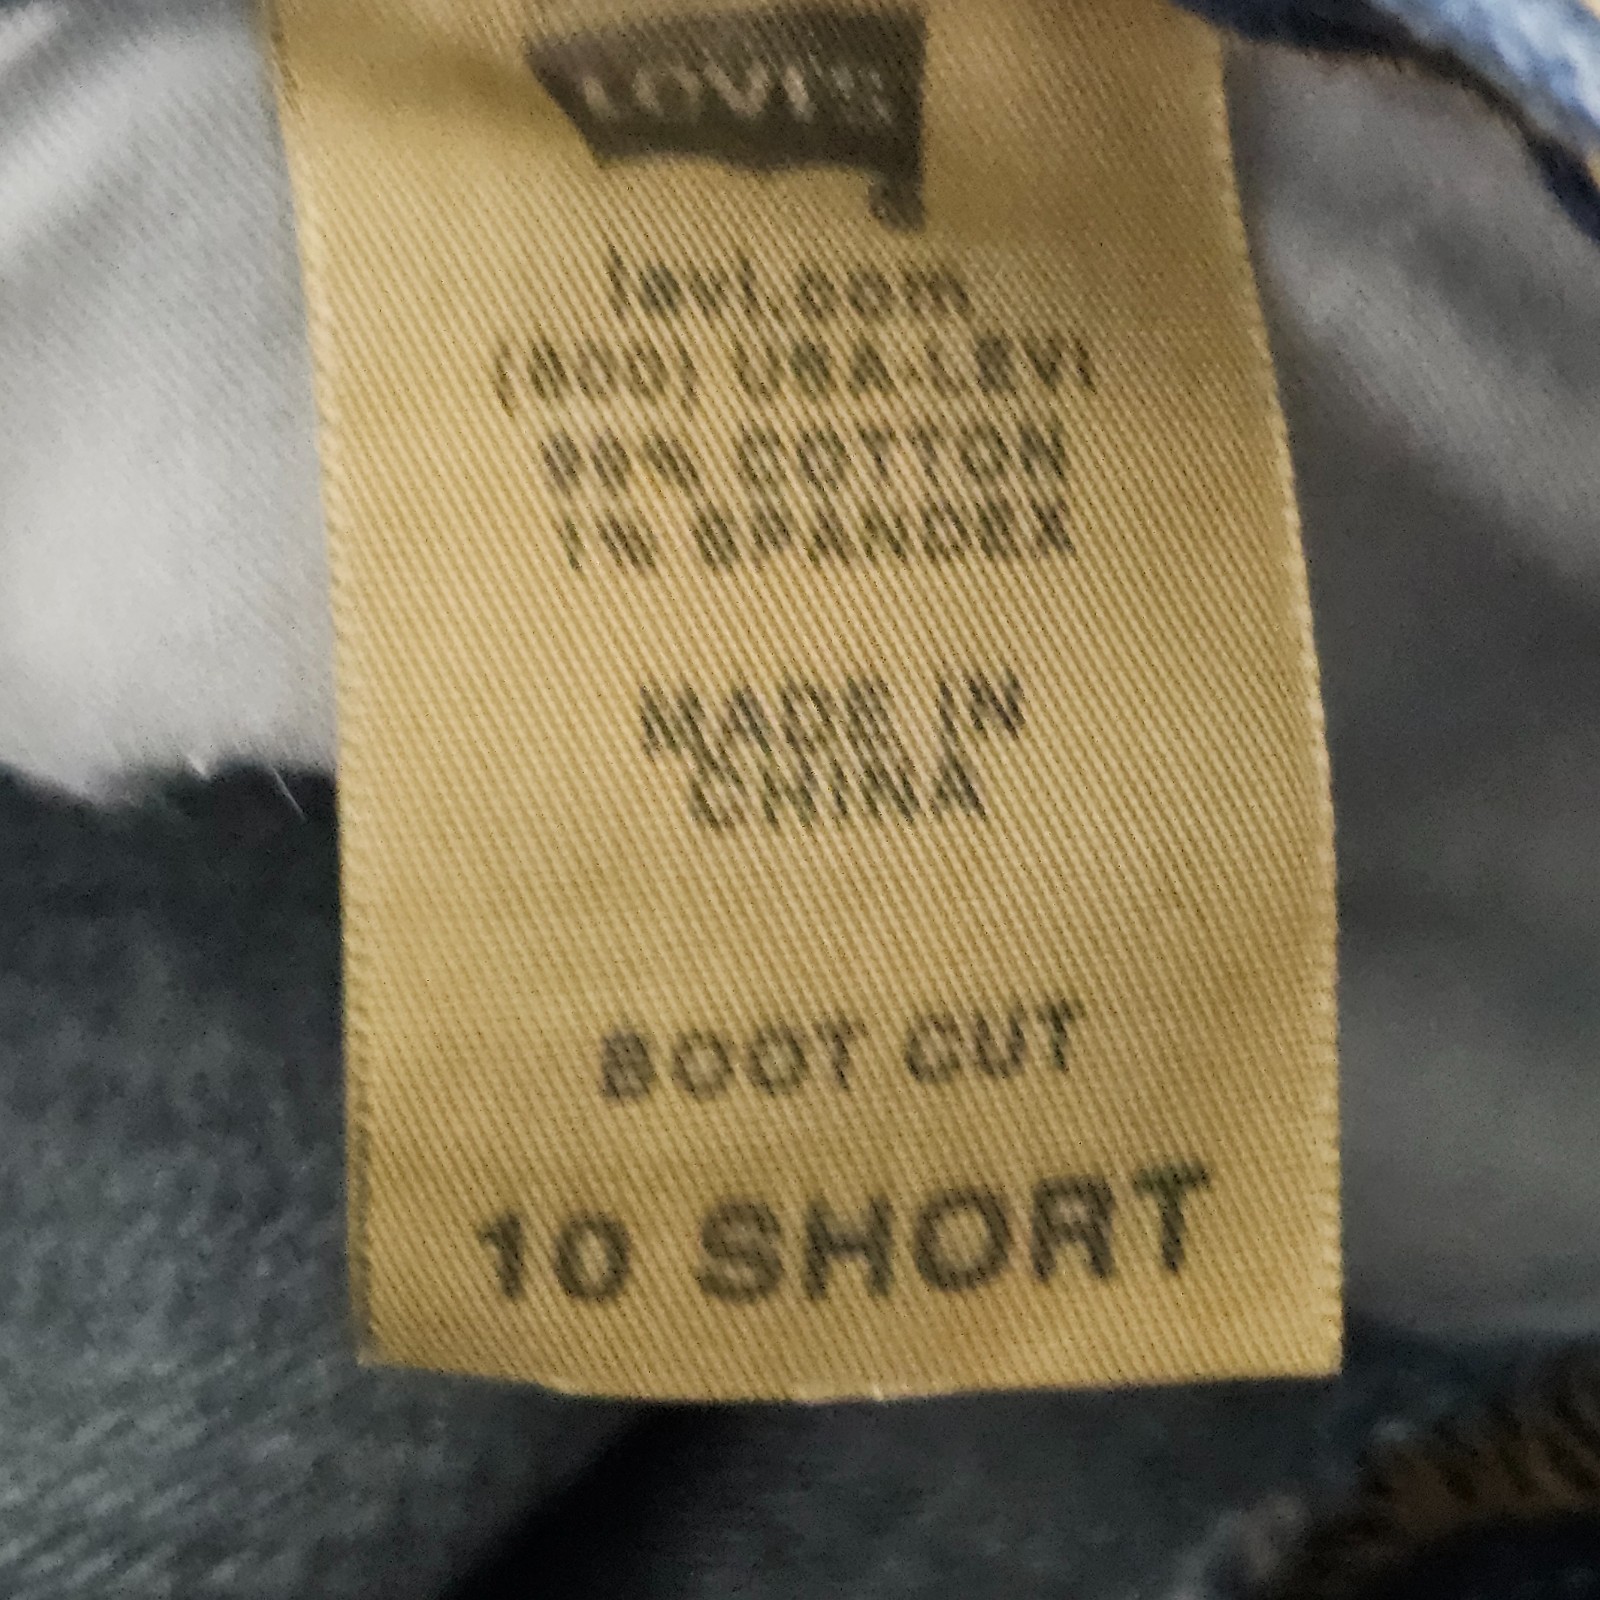 LEVI'S
levi.com
(800) USA-LEVI
99% COTTON
1% SPANDEX
MADE IN
CHINA
BOOT CUT
10 SHORT